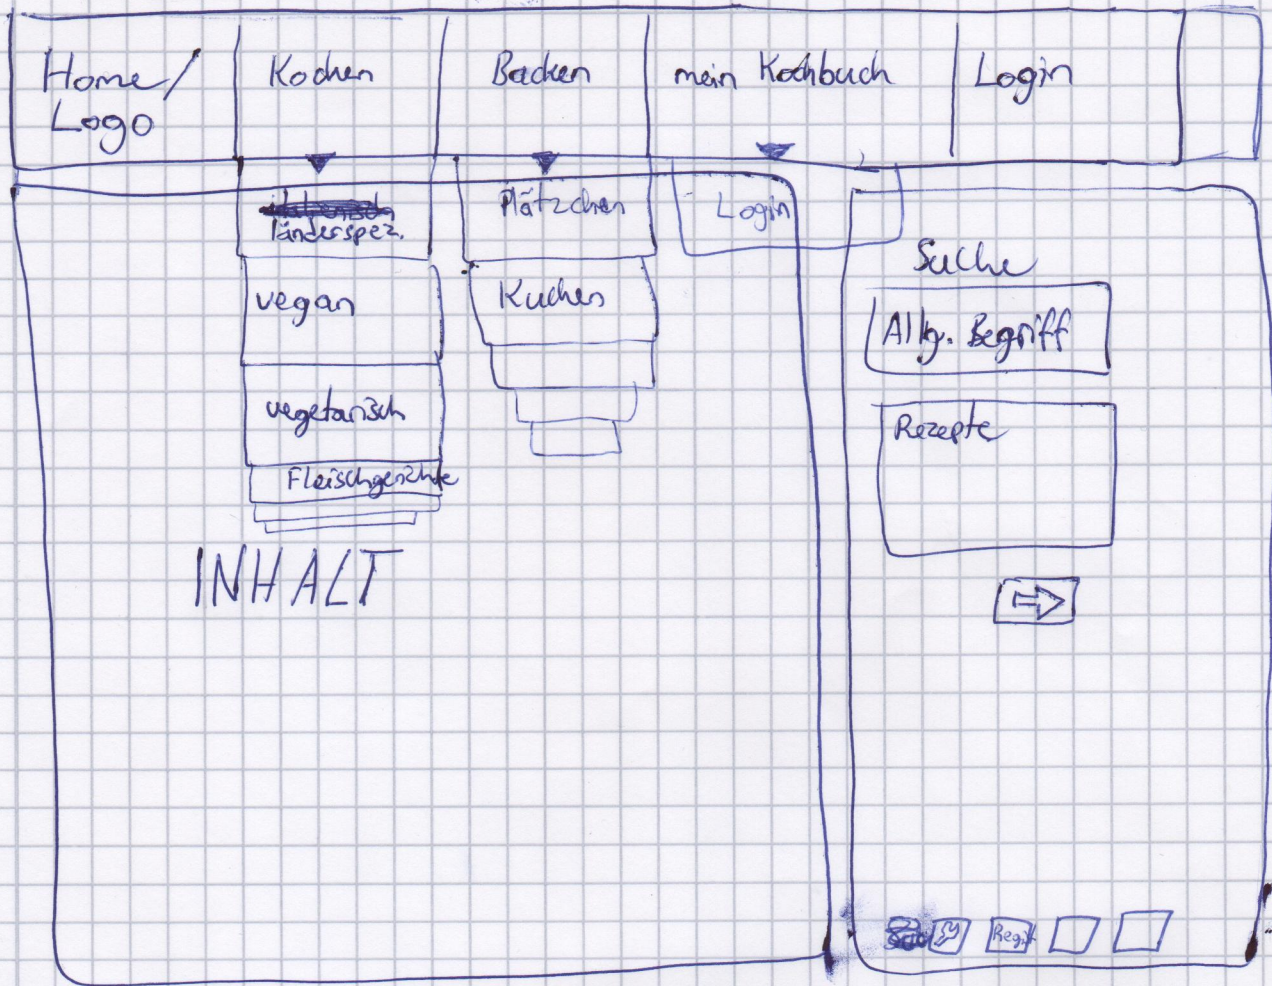 Home/
Logo
Kochen
Backen
mein Kochbuch
Login
länderspez.
vegan
vegetarisch
Fleischgerichte
Plätzchen
Kuchen
Login
INHALT
Suche
Allg. Begriff
Rezepte